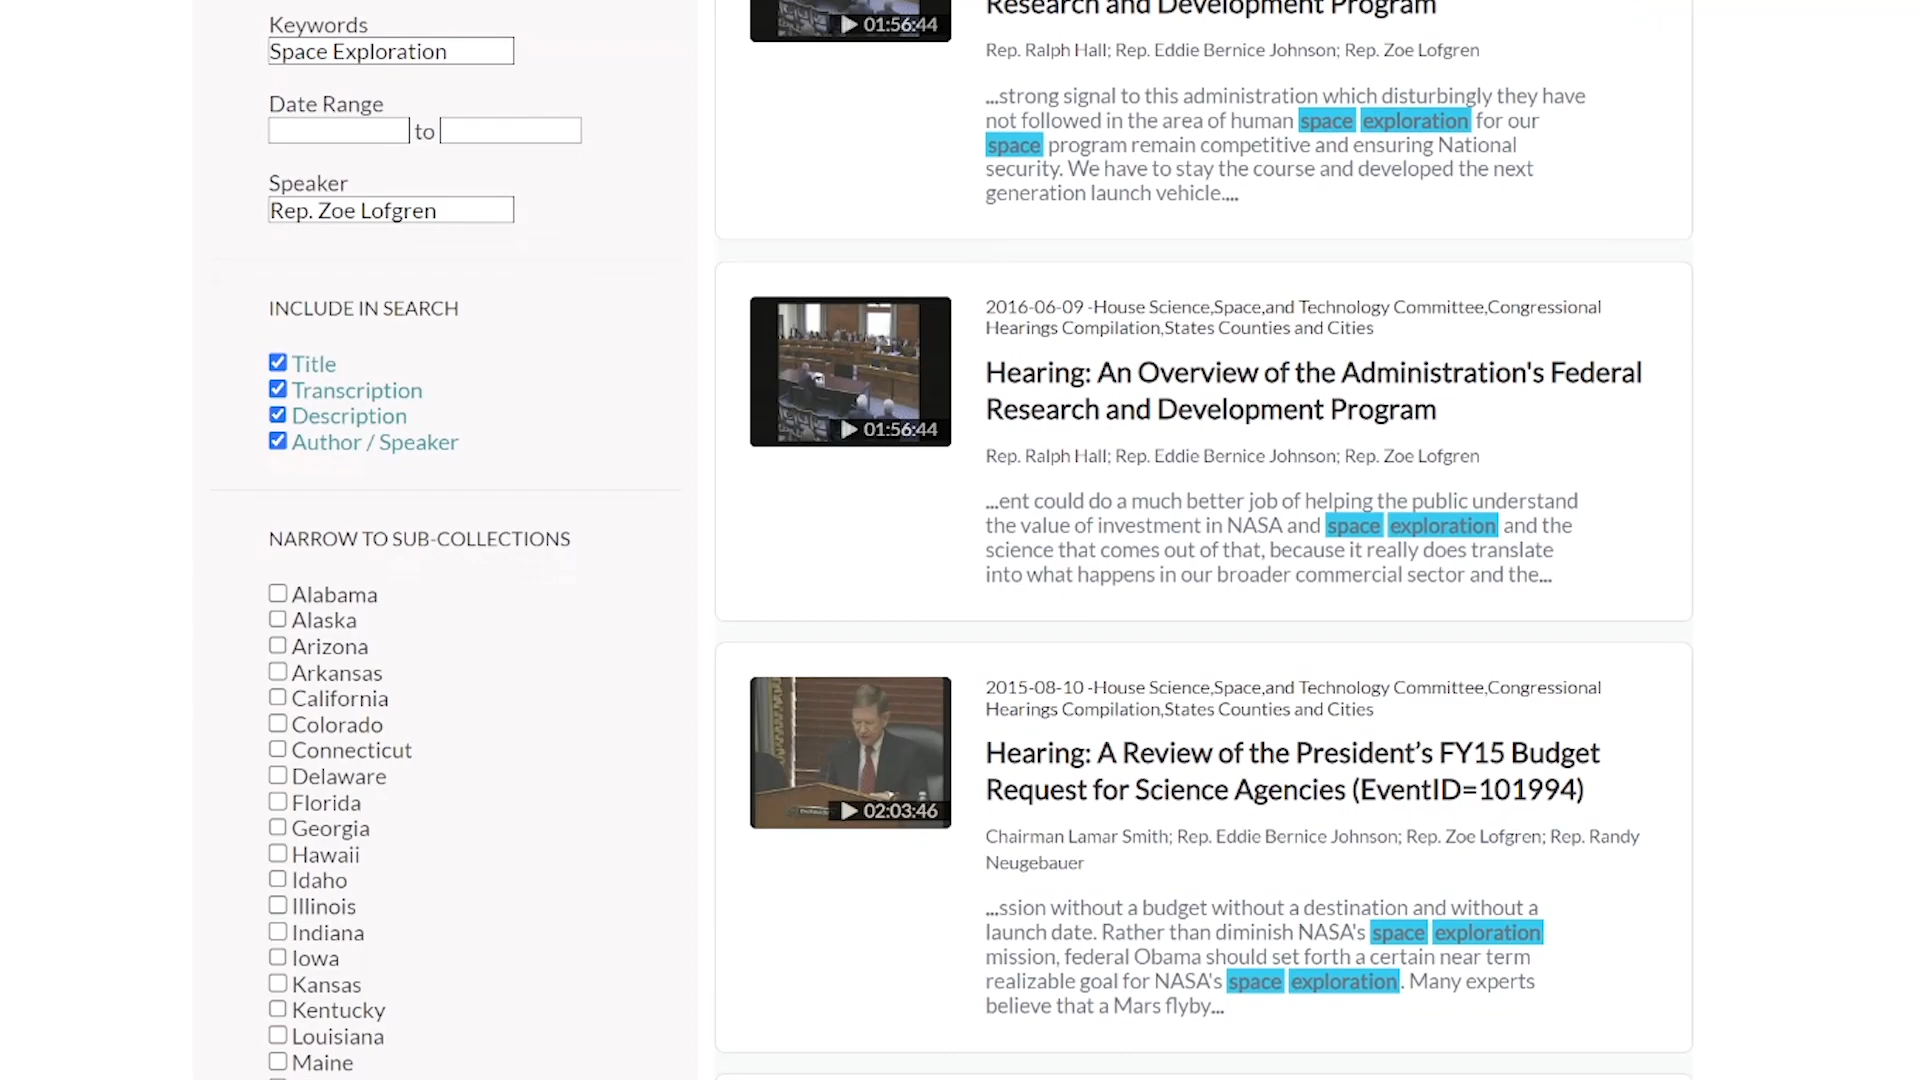 Keywords
Space Exploration
Date Range
to
Speaker
Rep. Zoe Lofgren
INCLUDE IN SEARCH
Title
Transcription
Description
Author / Speaker
NARROW TO SUB-COLLECTIONS
Alabama
Alaska
Arizona
Arkansas
California
Colorado
Connecticut
Delaware
Florida
Georgia
Hawaii
Idaho
Illinois
Indiana
Iowa
Kansas
Kentucky
Louisiana
Maine
Research and Development Program
01:56:44
Rep. Ralph Hall; Rep. Eddie Bernice Johnson; Rep. Zoe Lofgren
...strong signal to this administration which disturbingly they have
not followed in the area of human space exploration for our
space program remain competitive and ensuring National
security. We have to stay the course and developed the next
generation launch vehicle....
01:56:44
2016-06-09 -House Science,Space,and Technology Committee,Congressional
Hearings Compilation,States Counties and Cities
Hearing: An Overview of the Administration's Federal
Research and Development Program
Rep. Ralph Hall; Rep. Eddie Bernice Johnson; Rep. Zoe Lofgren
...ent could do a much better job of helping the public understand
the value of investment in NASA and space exploration and the
science that comes out of that, because it really does translate
into what happens in our broader commercial sector and the...
02:03:46
2015-08-10 -House Science,Space,and Technology Committee,Congressional
Hearings Compilation,States Counties and Cities
Hearing: A Review of the President’s FY15 Budget
Request for Science Agencies (EventID=101994)
Chairman Lamar Smith; Rep. Eddie Bernice Johnson; Rep. Zoe Lofgren; Rep. Randy
Neugebauer
...ssion without a budget without a destination and without a
launch date. Rather than diminish NASA's space exploration
mission, federal Obama should set forth a certain near term
realizable goal for NASA's space exploration. Many experts
believe that a Mars flyby...